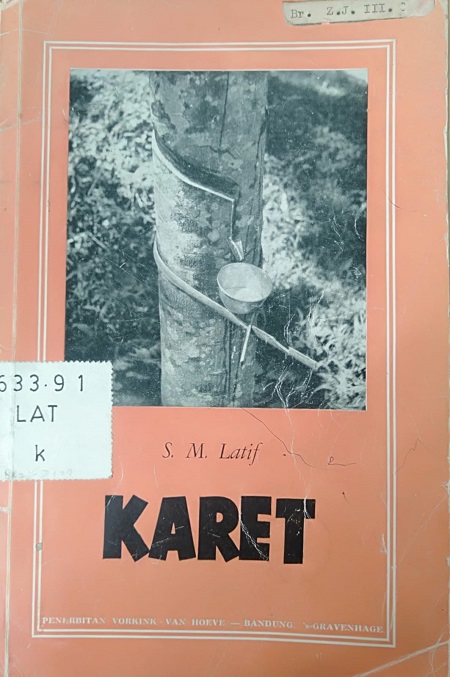 Br. Z.J. III.
633.91
LAT
k
S. M. Latif
KARET
PENERBITAN VORKINK-VAN HOEVE — BANDUNG 's-GRAVENHAGE